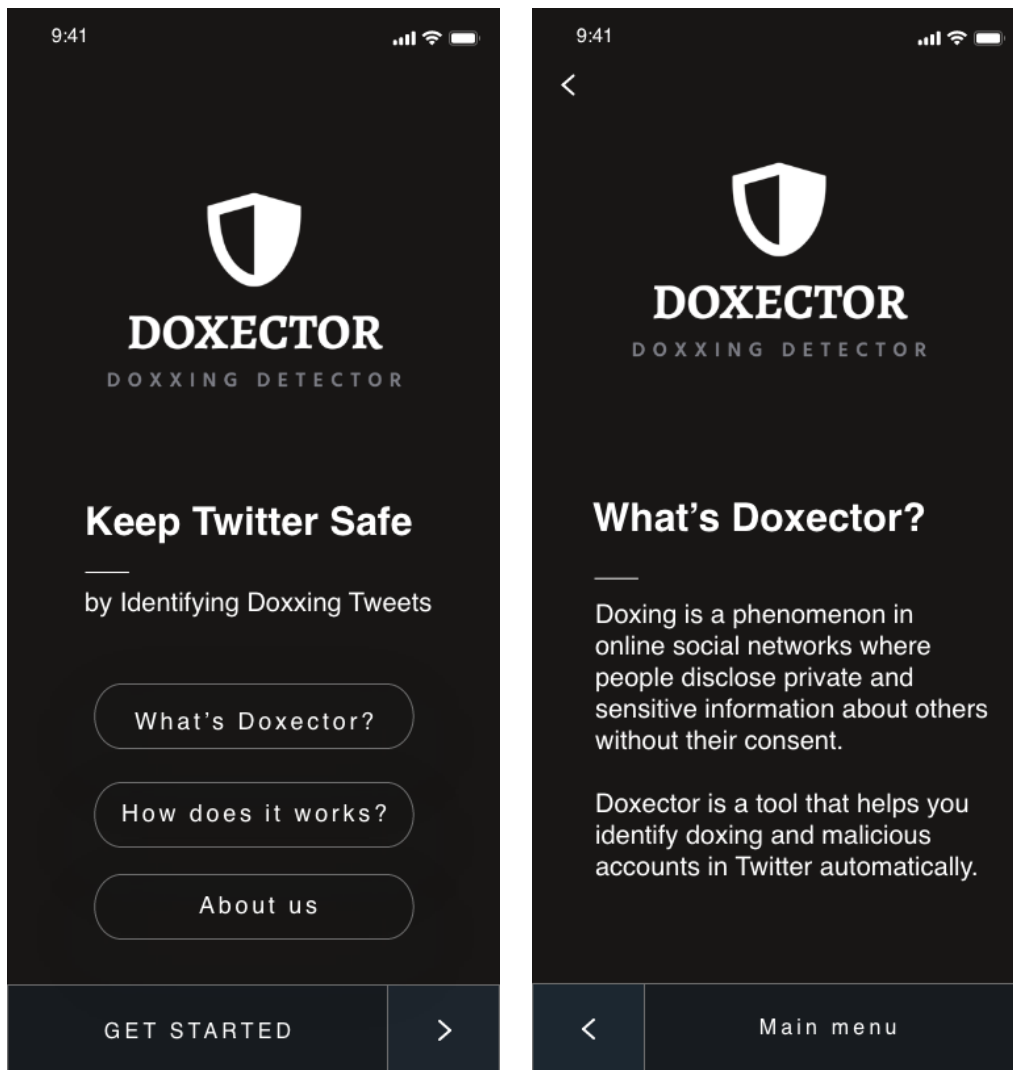 9:41
DOXECTOR
DOXXING DETECTOR
Keep Twitter Safe
by Identifying Doxxing Tweets
What’s Doxector?
How does it works?
About us
GET STARTED
9:41
DOXECTOR
DOXXING DETECTOR
What’s Doxector?
Doxing is a phenomenon in
online social networks where
people disclose private and
sensitive information about others
without their consent.
Doxector is a tool that helps you
identify doxing and malicious
accounts in Twitter automatically.
Main menu